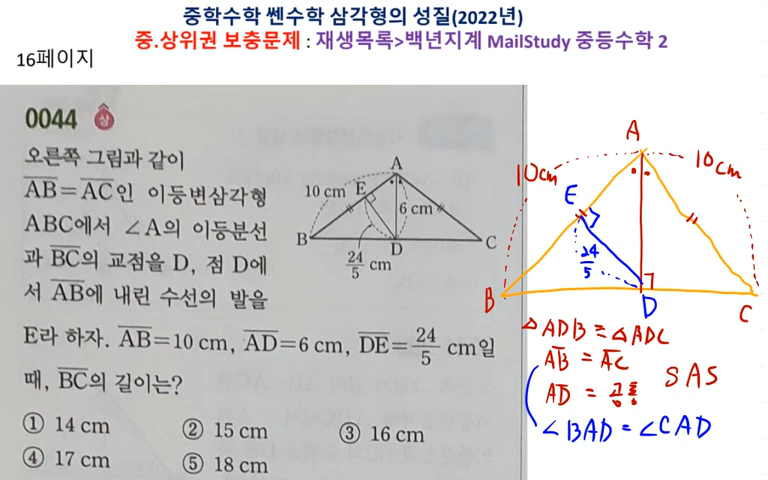 중학수학 쎈수학 삼각형의 성질(2022년)
중.상위권 보충문제 : 재생목록>백년지계 MailStudy 중등수학 2
16페이지
0044 상
오른쪽 그림과 같이
AB=AC인 이등변삼각형
ABC에서 ∠A의 이등분선
과 BC의 교점을 D, 점 D에
서 AB에 내린 수선의 발을
E라 하자. AB=10 cm, AD=6 cm, DE=24/5 cm일
때, BC의 길이는?
① 14 cm ② 15 cm ③ 16 cm
④ 17 cm ⑤ 18 cm
A
10 cm E
6 cm
B D C
24/5 cm
A
10cm 10cm
E
24/5
B D C
△ADB≡△ADC
AB = AC
AD = 공통 SAS
∠BAD = ∠CAD